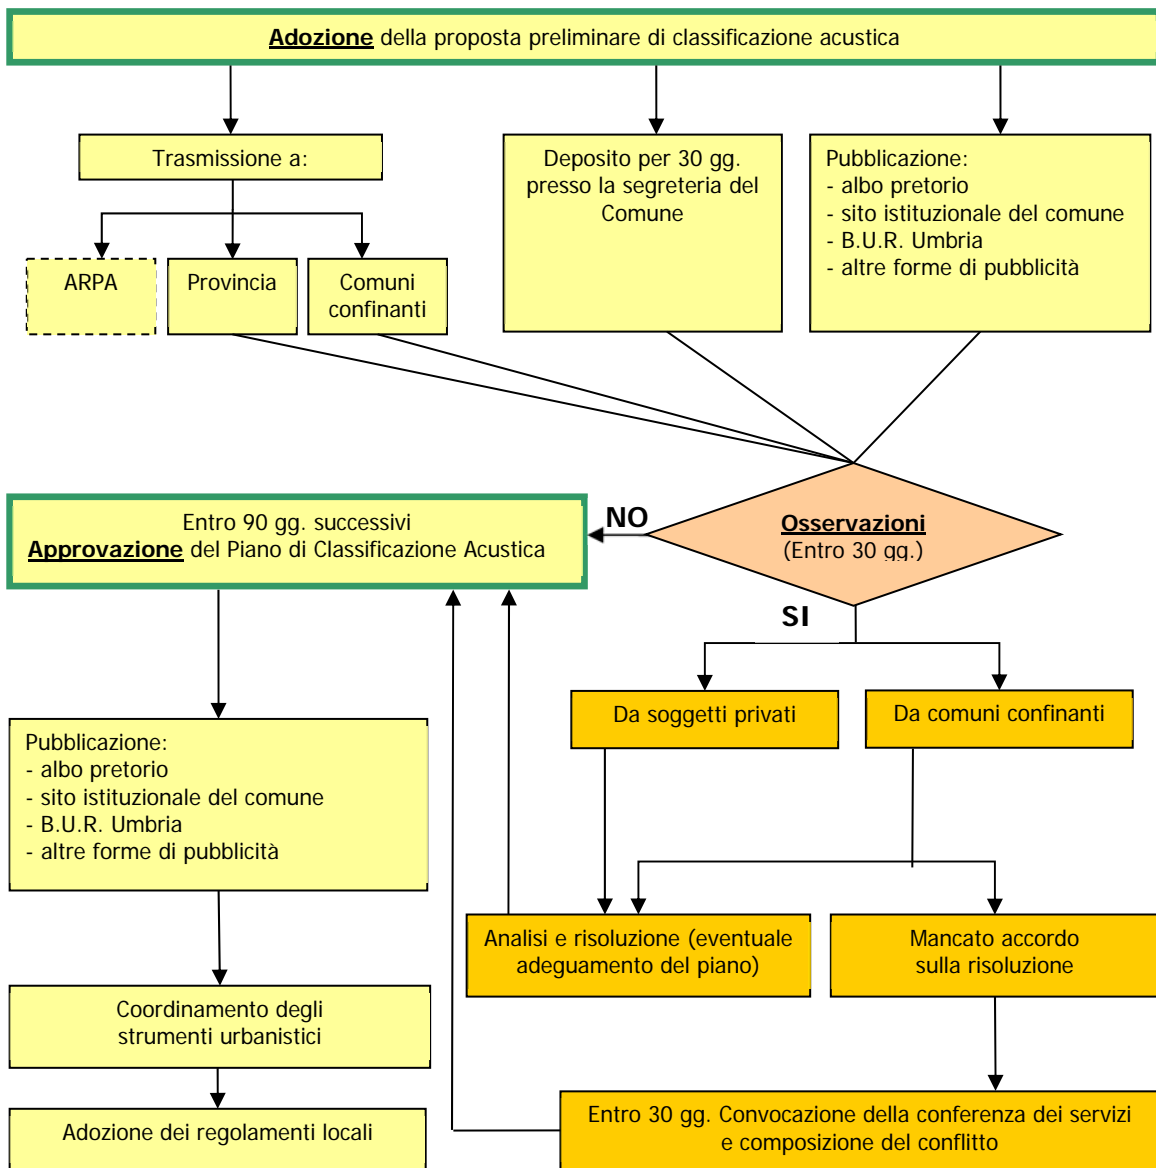 Adozione della proposta preliminare di classificazione acustica
Trasmissione a:
ARPA
Provincia
Comuni
confinanti
Deposito per 30 gg.
presso la segreteria del
Comune
Pubblicazione:
- albo pretorio
- sito istituzionale del comune
- B.U.R. Umbria
- altre forme di pubblicità
Osservazioni
(Entro 30 gg.)
NO
SI
Entro 90 gg. successivi
Approvazione del Piano di Classificazione Acustica
Da soggetti privati
Da comuni confinanti
Pubblicazione:
- albo pretorio
- sito istituzionale del comune
- B.U.R. Umbria
- altre forme di pubblicità
Analisi e risoluzione (eventuale
adeguamento del piano)
Mancato accordo
sulla risoluzione
Coordinamento degli
strumenti urbanistici
Adozione dei regolamenti locali
Entro 30 gg. Convocazione della conferenza dei servizi
e composizione del conflitto